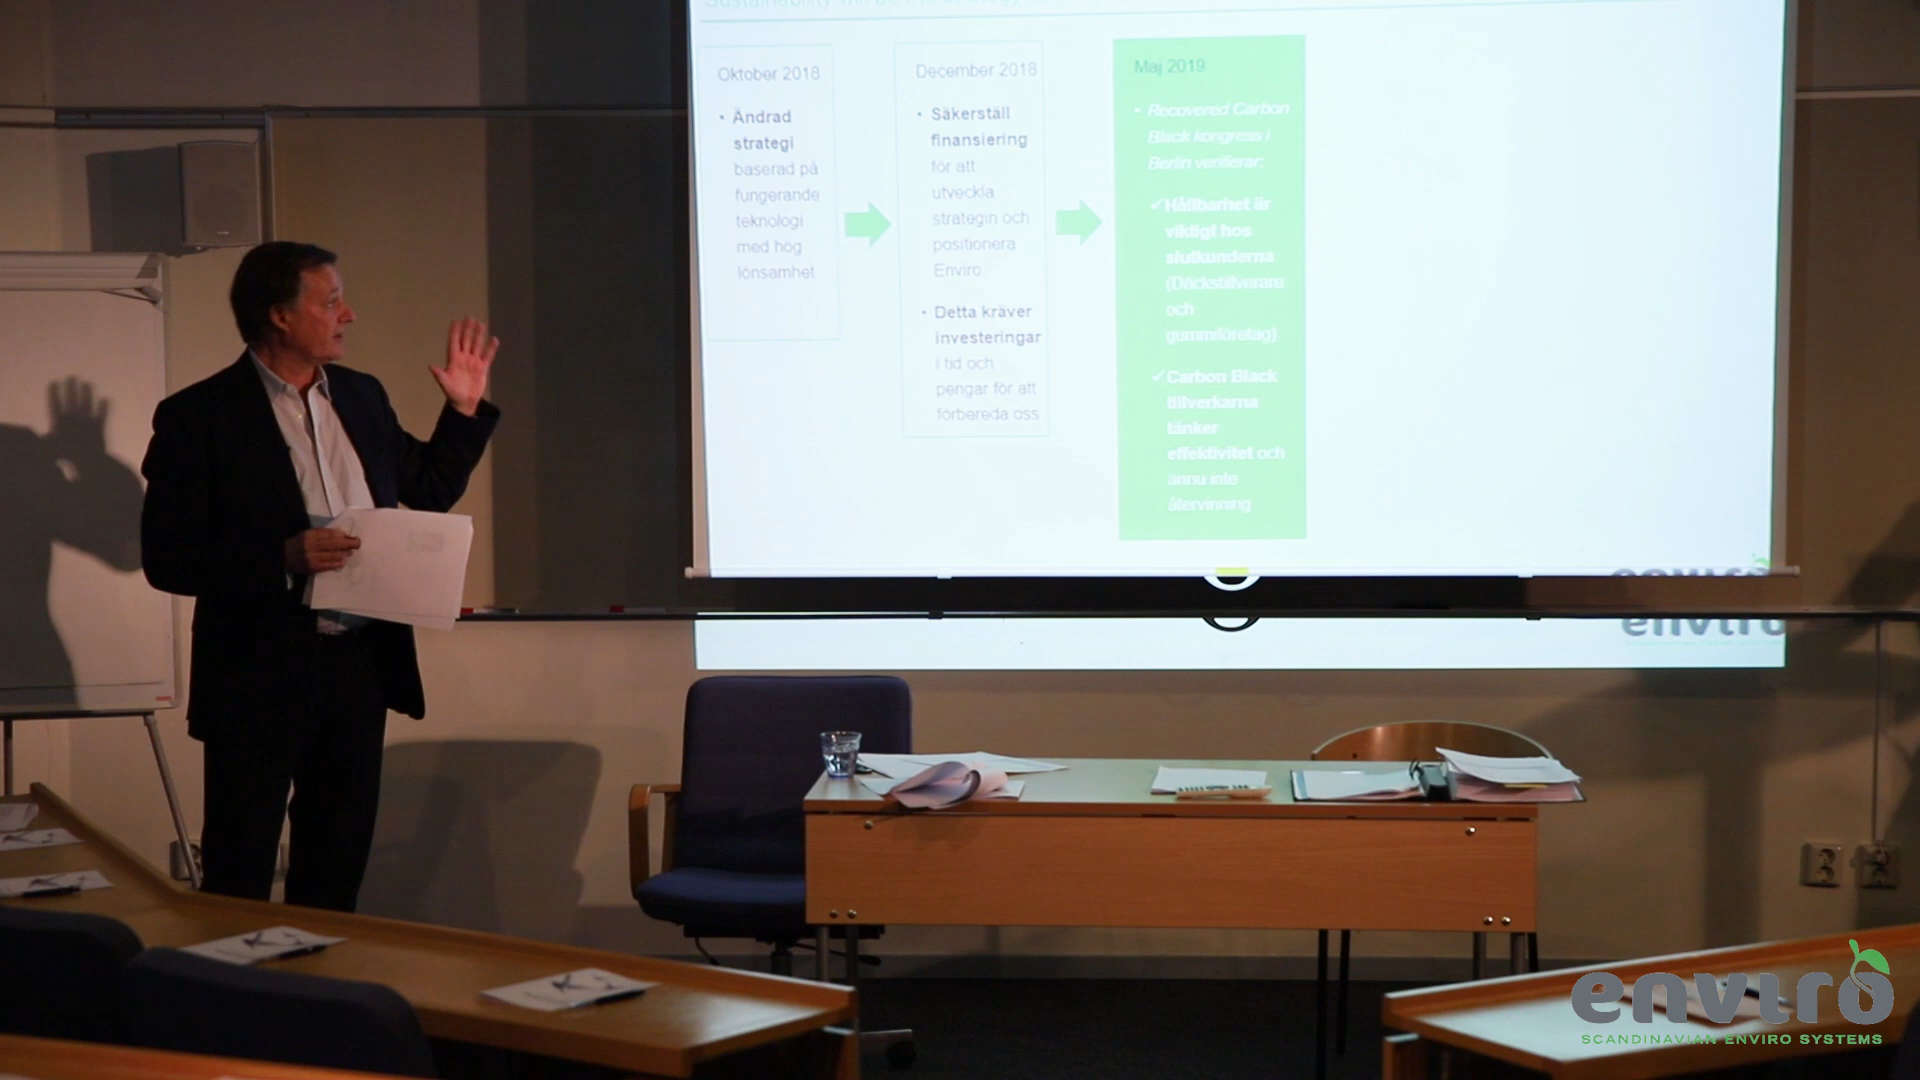 Oktober 2018
• Ändrad
strategi
baserad på
fungerande
teknologi
med hög
lönsamhet
December 2018
• Säkerställ
finansiering
för att
utveckla
strategin och
positionera
Enviro.
• Detta kräver
investeringar
i tid och
pengar för att
förbereda oss
Maj 2019
• Recovered Carbon
Black kongress i
Berlin verifierar:
✓Hållbarhet är
viktigt hos
slutkunderna
(Däckstillverare
och
gummiföretag)
✓Carbon Black
tillverkarna
tänker
effektivitet och
ännu inte
återvinning
enviro
enviro
enviro
SCANDINAVIAN ENVIRO SYSTEMS